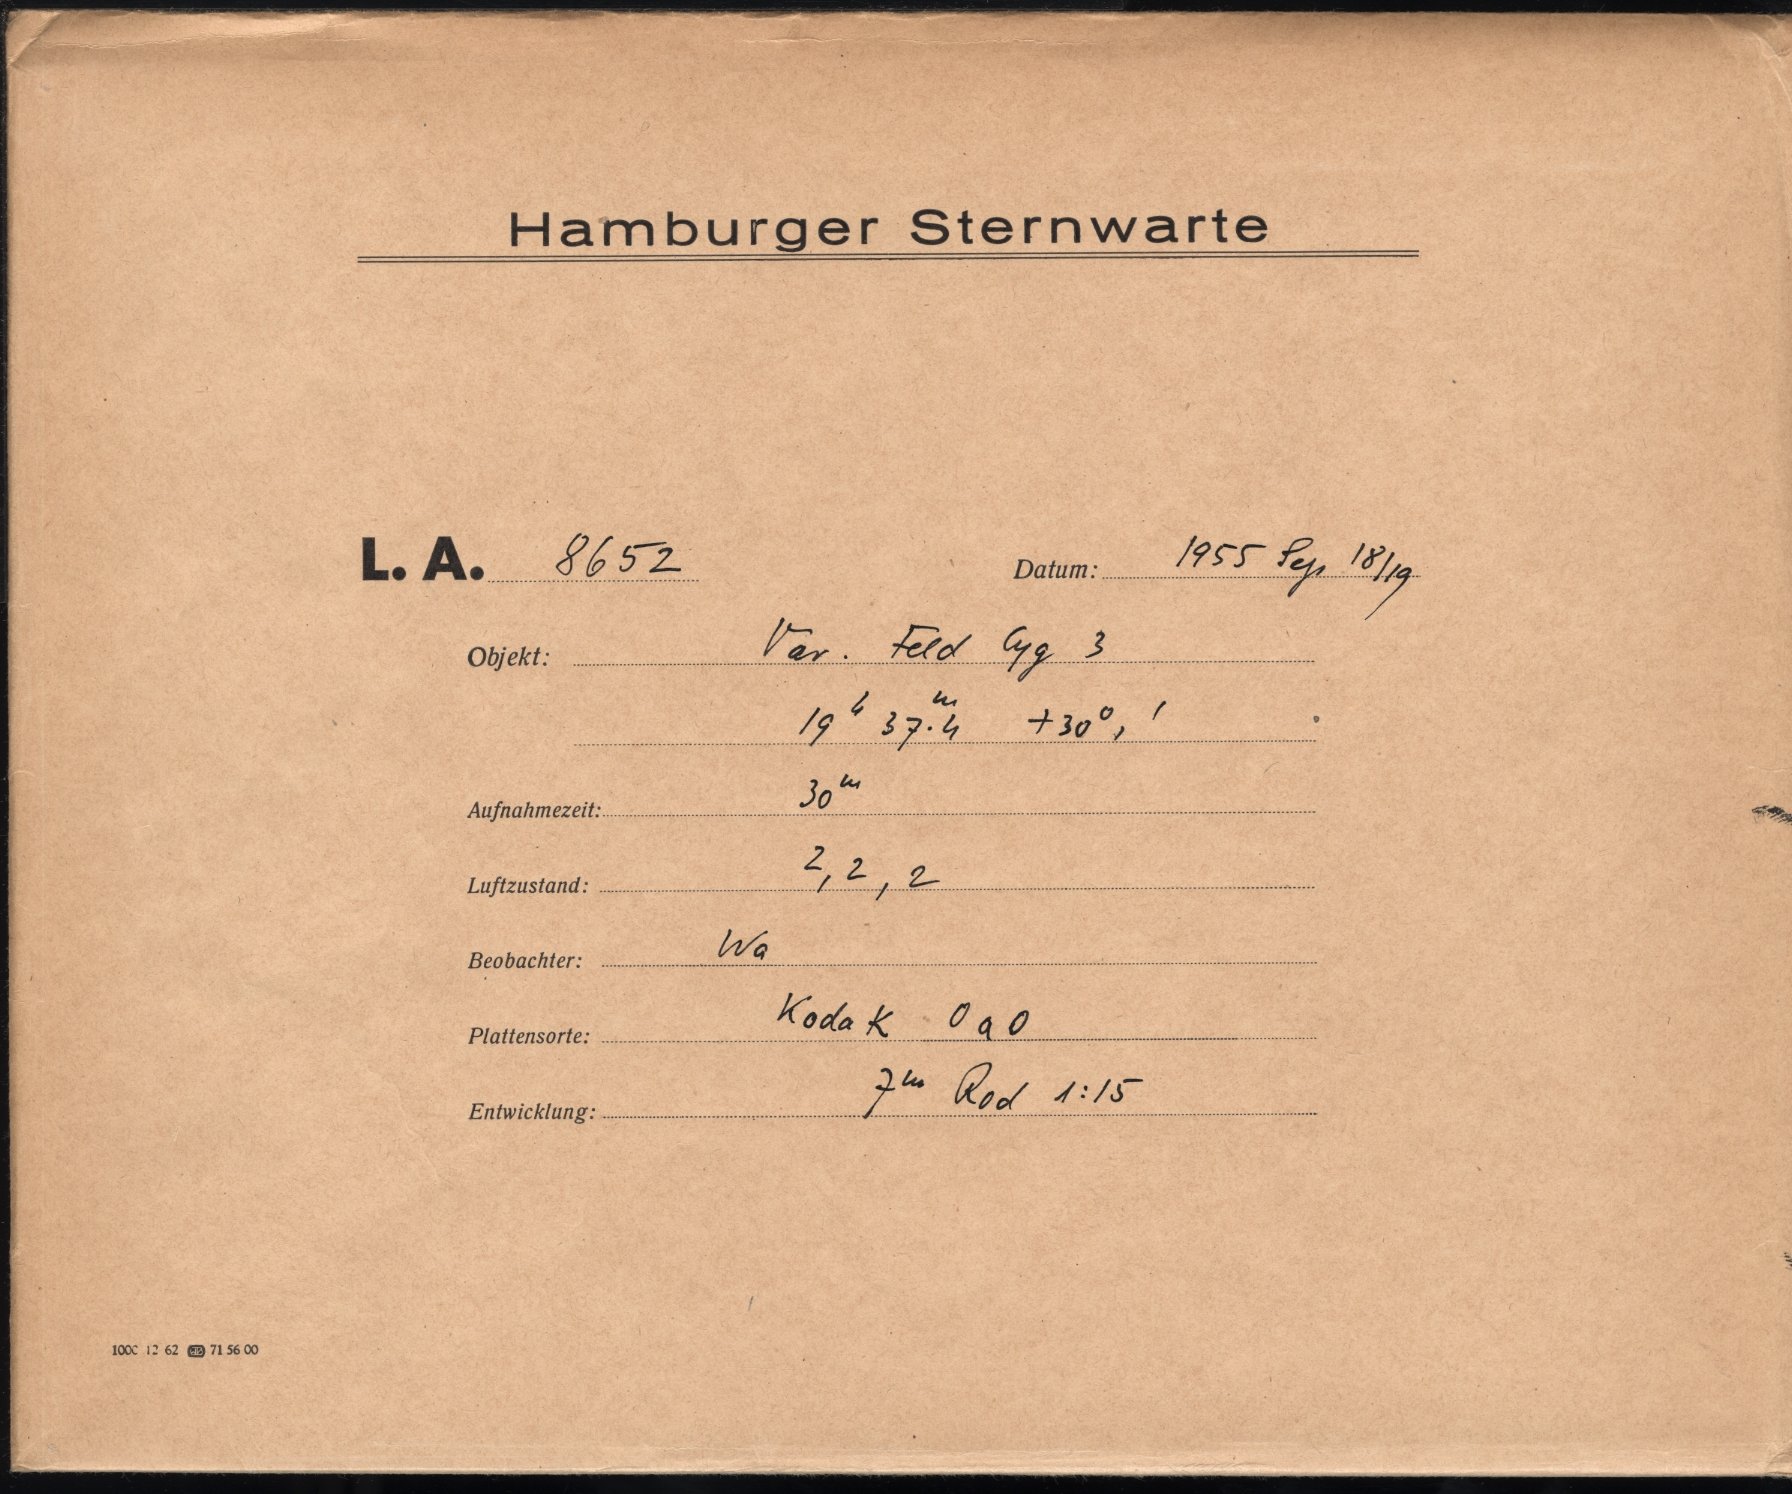 Hamburger Sternwarte
L. A. 8652 Datum: 1955 Sep 18/19
Objekt: Var. Feld Cyg 3
19ʰ 37ᵐ.4 +30°,1
Aufnahmezeit: 30ᵐ
Luftzustand: 2, 2, 2
Beobachter: Wa
Plattensorte: Kodak OaO
Entwicklung: 7ᵐ Rod 1:15
1000 12 62 71 56 00